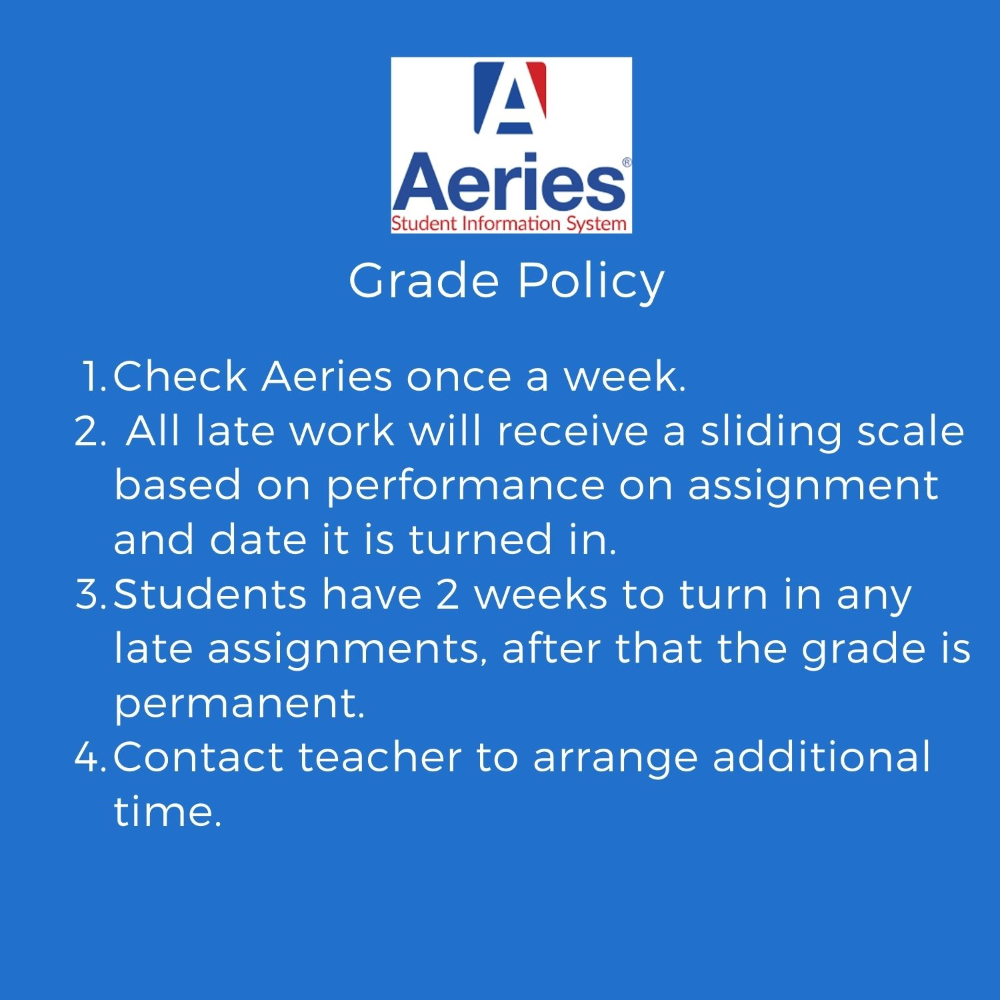 A
Aeries®
Student Information System
Grade Policy
1. Check Aeries once a week.
2. All late work will receive a sliding scale
based on performance on assignment
and date it is turned in.
3. Students have 2 weeks to turn in any
late assignments, after that the grade is
permanent.
4. Contact teacher to arrange additional
time.